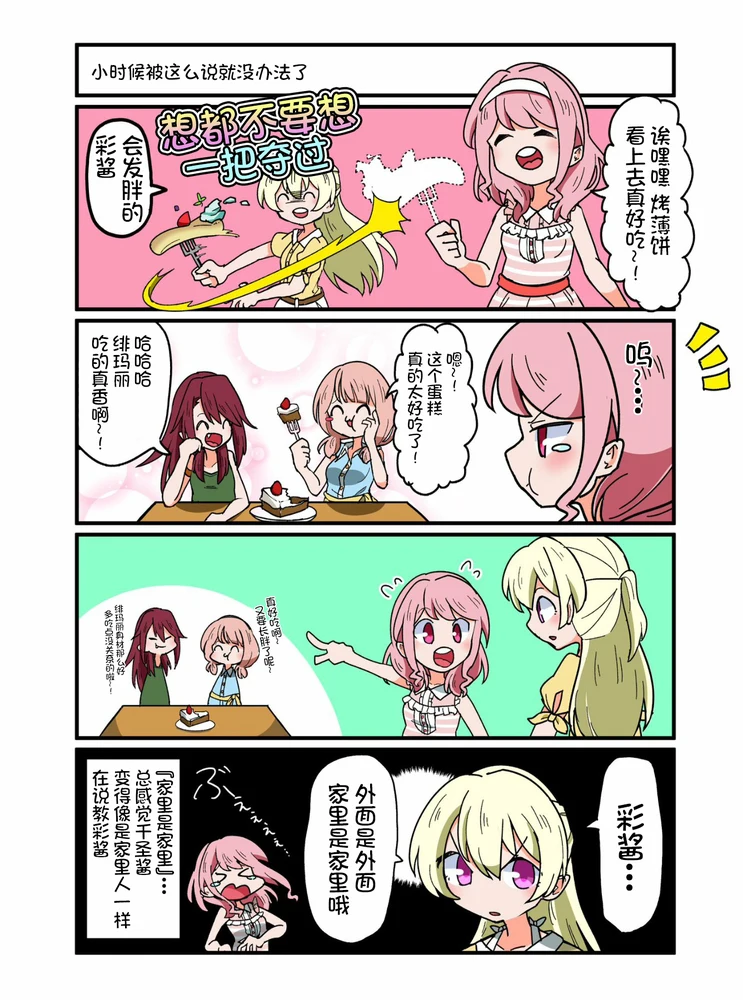 小时候被这么说就没办法了
诶嘿嘿 烤薄饼
看上去真好吃~!
想都不要想
一把夺过
会发胖的
彩酱
呜~…
嗯~!
这个蛋糕
真的太好吃了!
哈哈哈
绯玛丽
吃的真香啊~!
真好吃啊~
又要长胖了呢~
绯玛丽身材那么好
多吃点没关系的啦~!
彩酱…
外面是外面
家里是家里哦
ぶーぇぇぇぇ…
『家里是家里』…
总感觉千圣酱
变得像是家里人一样
在说教彩酱